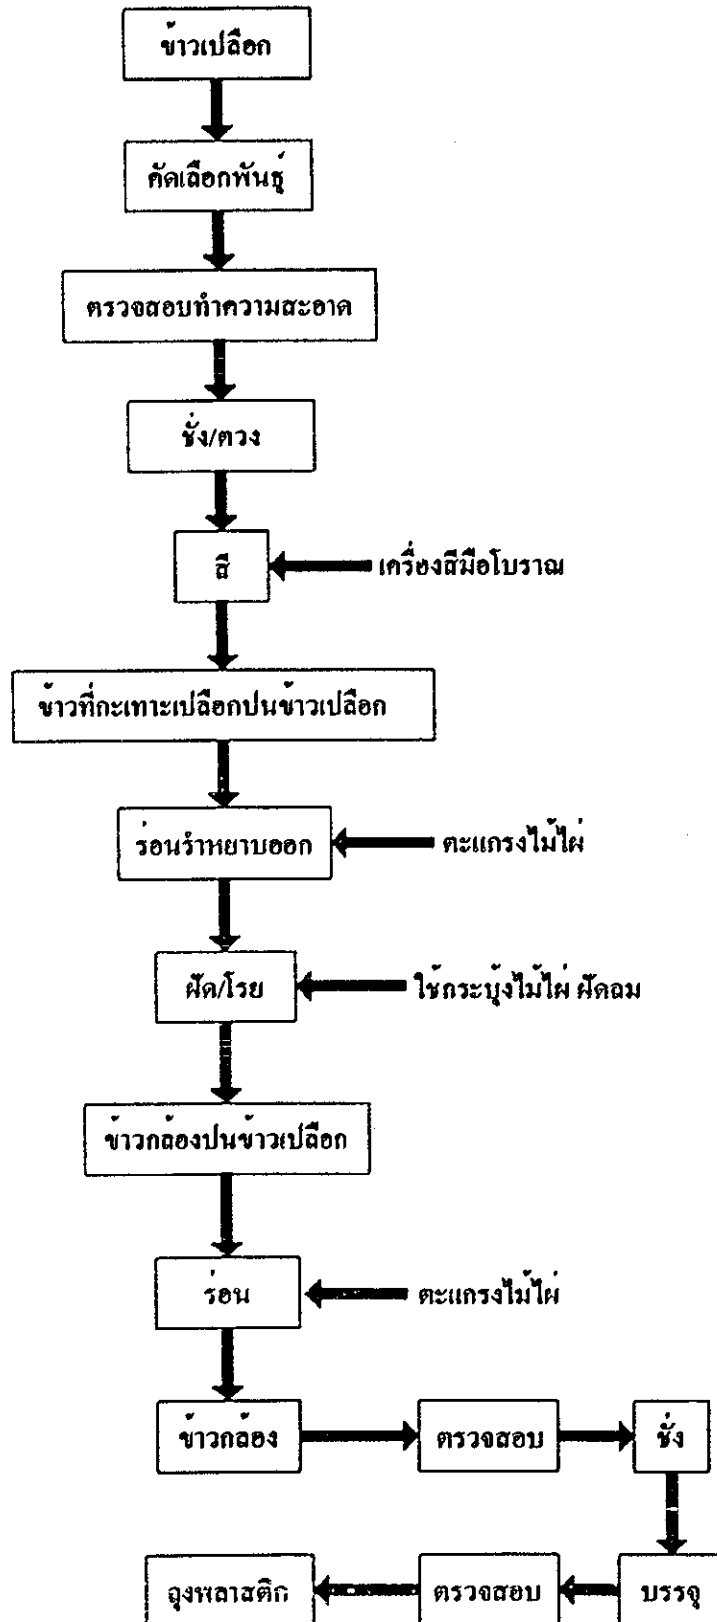 ข้าวเปลือก
คัดเลือกพันธุ์
ตรวจสอบทำความสะอาด
ชั่ง/ตวง
สี
เครื่องสีมือโบราณ
ข้าวที่กะเทาะเปลือกปนข้าวเปลือก
ร่อนรำหยาบออก
ตะแกรงไม้ไผ่
ฝัด/โรย
ใช้กระบุ้งไม้ไผ่ ฝัดลม
ข้าวกล้องปนข้าวเปลือก
ร่อน
ตะแกรงไม้ไผ่
ข้าวกล้อง
ตรวจสอบ
ชั่ง
บรรจุ
ตรวจสอบ
ถุงพลาสติก